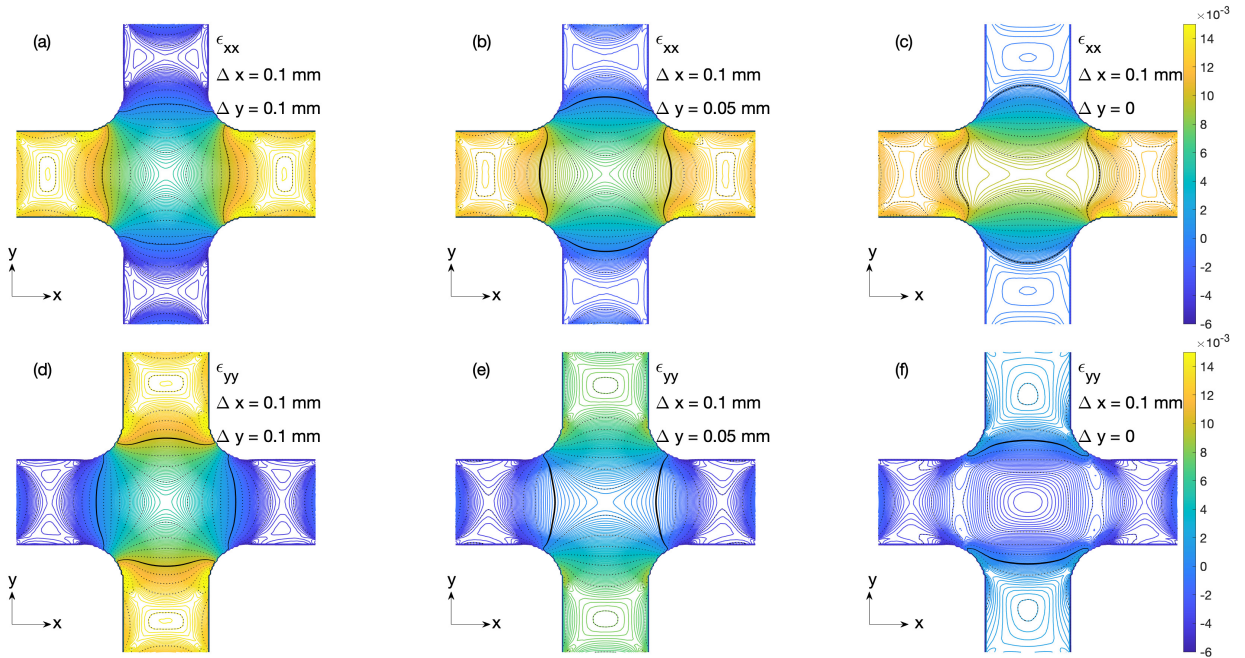 (a)
ϵxx
Δ x = 0.1 mm
Δ y = 0.1 mm
y
x
(b)
ϵxx
Δ x = 0.1 mm
Δ y = 0.05 mm
y
x
(c)
ϵxx
Δ x = 0.1 mm
Δ y = 0
y
x
×10-3
14
12
10
8
6
4
2
0
-2
-4
-6
(d)
ϵyy
Δ x = 0.1 mm
Δ y = 0.1 mm
y
x
(e)
ϵyy
Δ x = 0.1 mm
Δ y = 0.05 mm
y
x
(f)
ϵyy
Δ x = 0.1 mm
Δ y = 0
y
x
×10-3
14
12
10
8
6
4
2
0
-2
-4
-6